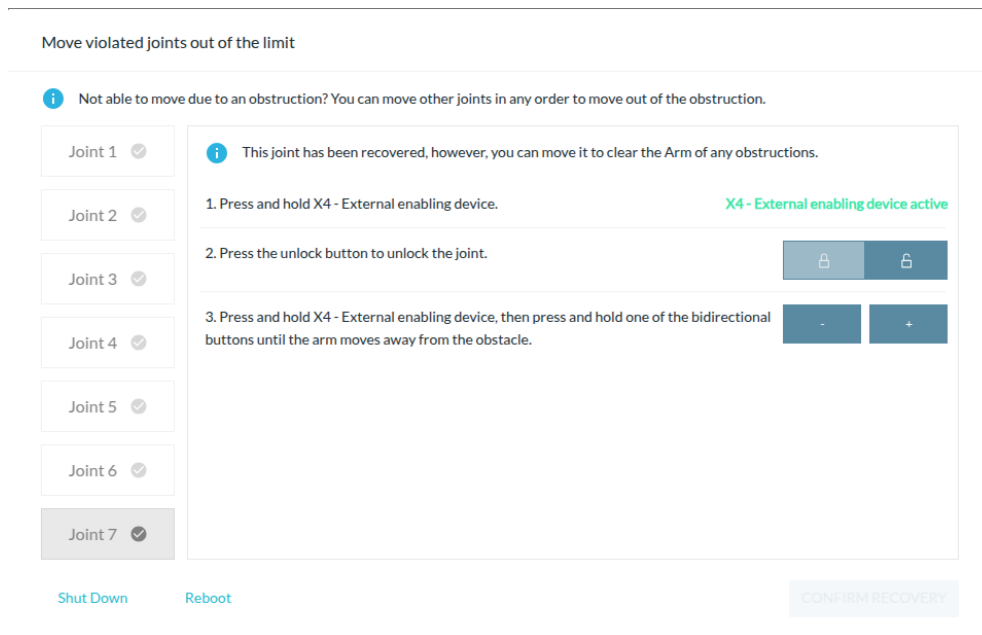 Move violated joints out of the limit
Not able to move due to an obstruction? You can move other joints in any order to move out of the obstruction.
Joint 1
Joint 2
Joint 3
Joint 4
Joint 5
Joint 6
Joint 7
This joint has been recovered, however, you can move it to clear the Arm of any obstructions.
1. Press and hold X4 - External enabling device.
X4 - External enabling device active
2. Press the unlock button to unlock the joint.
3. Press and hold X4 - External enabling device, then press and hold one of the bidirectional
buttons until the arm moves away from the obstacle.
- +
Shut Down
Reboot
CONFIRM RECOVERY